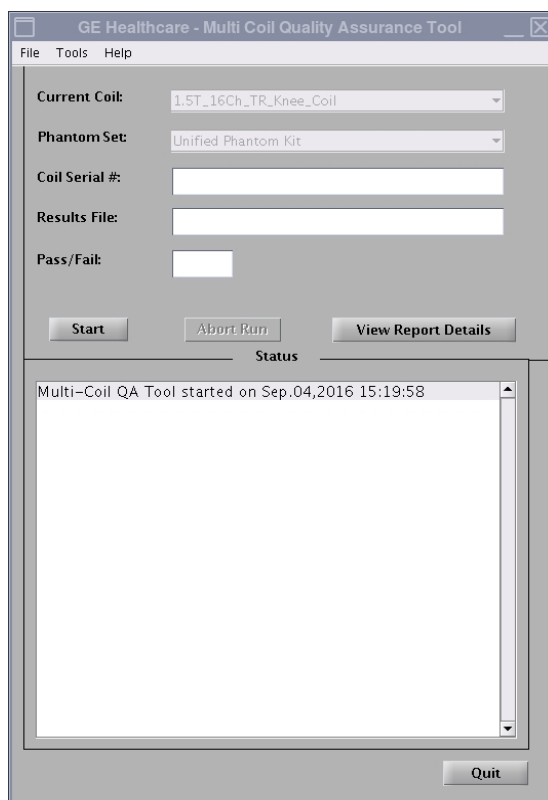 GE Healthcare - Multi Coil Quality Assurance Tool
File Tools Help
Current Coil: 1.5T_16Ch_TR_Knee_Coil
Phantom Set: Unified Phantom Kit
Coil Serial #:
Results File:
Pass/Fail:
Start Abort Run View Report Details
Status
Multi-Coil QA Tool started on Sep.04,2016 15:19:58
Quit